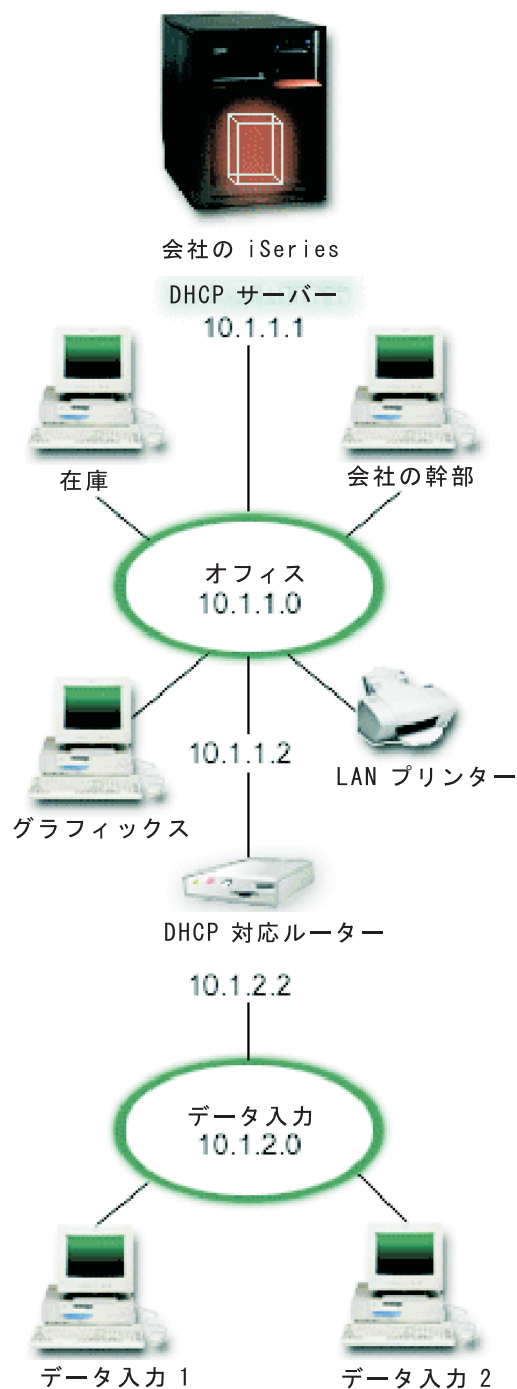 会社の iSeries
DHCP サーバー
10.1.1.1
在庫
会社の幹部
オフィス
10.1.1.0
10.1.1.2
LAN プリンター
グラフィックス
DHCP 対応ルーター
10.1.2.2
データ入力
10.1.2.0
データ入力 1
データ入力 2